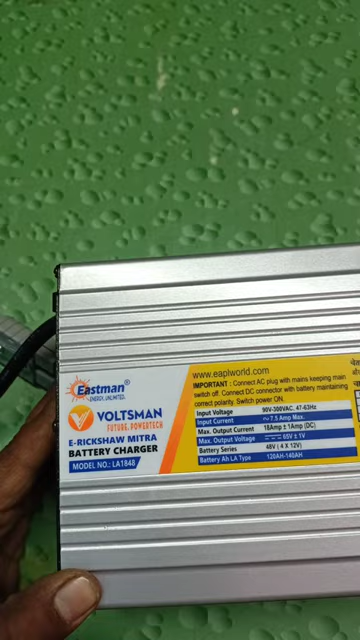 Eastman®
ENERGY, UNLIMITED.
VOLTSMAN
FUTURE. POWERTECH
E-RICKSHAW MITRA
BATTERY CHARGER
MODEL NO.: LA1848
www.eaplworld.com
IMPORTANT : Connect AC plug with mains keeping main
switch off. Connect DC connector with battery maintaining
correct polarity. Switch power ON.
Input Voltage 90V-300VAC, 47-63Hz
Input Current ~ 7.5 Amp Max.
Max. Output Current 18Amp ± 1Amp (DC)
Max. Output Voltage 65V ± 1V
Battery Series 48V ( 4 X 12V)
Battery Ah LA Type 120AH-140AH